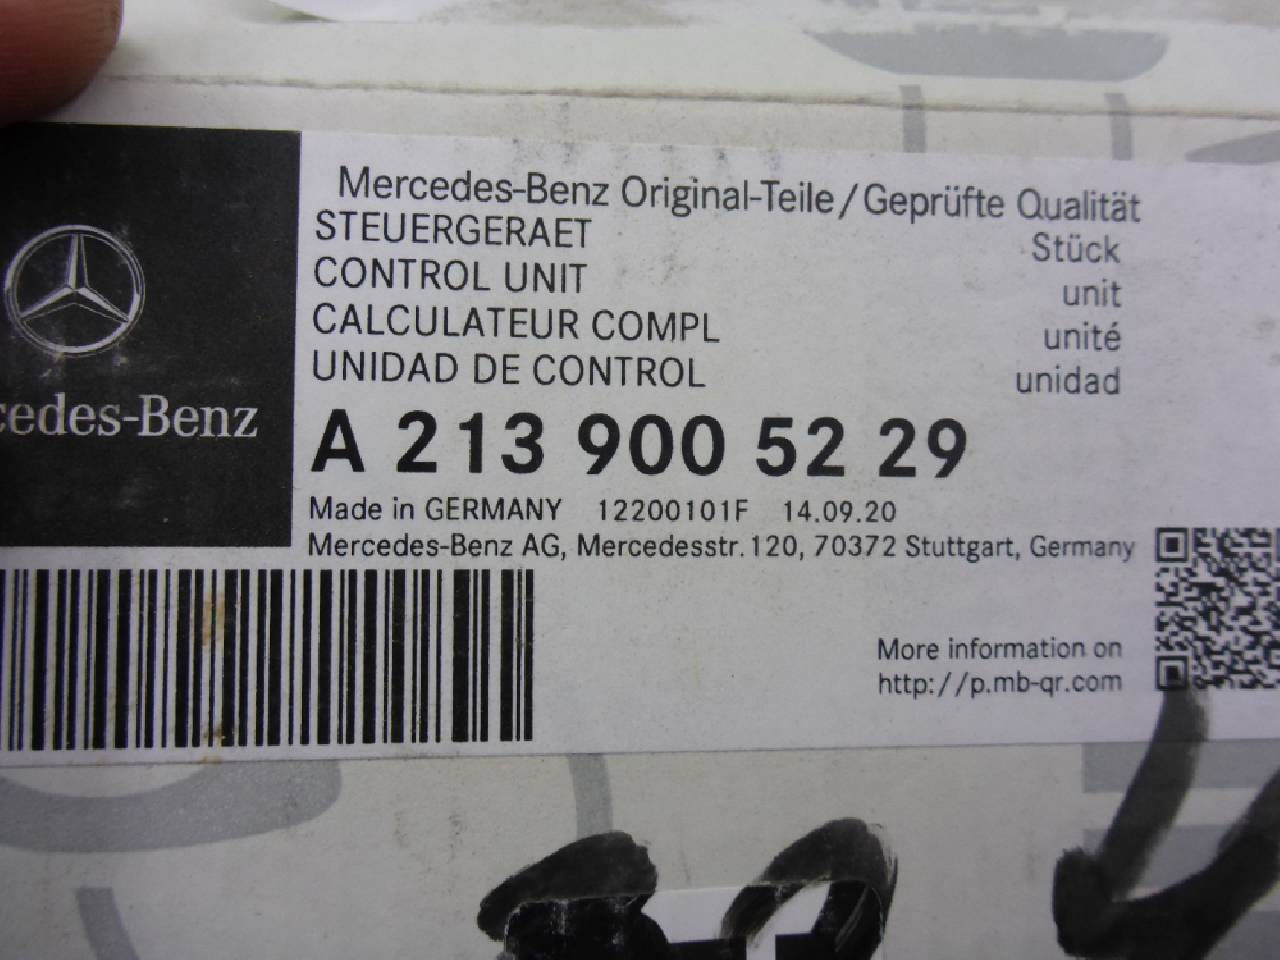 Mercedes-Benz Original-Teile/Geprüfte Qualität
STEUERGERAET Stück
CONTROL UNIT unit
CALCULATEUR COMPL unité
UNIDAD DE CONTROL unidad
cedes-Benz
A 213 900 52 29
Made in GERMANY 12200101F 14.09.20
Mercedes-Benz AG, Mercedesstr. 120, 70372 Stuttgart, Germany
More information on
http://p.mb-qr.com